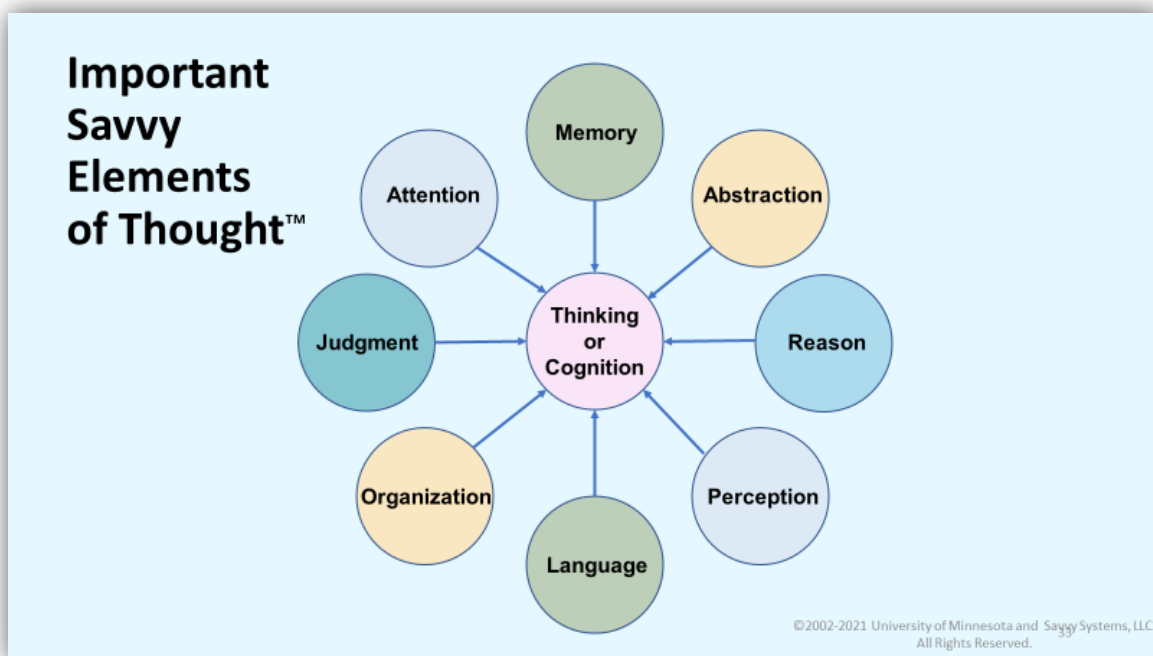 Important
Savvy
Elements
of Thought™
Memory
Attention
Abstraction
Judgment
Thinking
or
Cognition
Reason
Organization
Perception
Language
©2002-2021 University of Minnesota and Savvy Systems, LLC
33
All Rights Reserved.